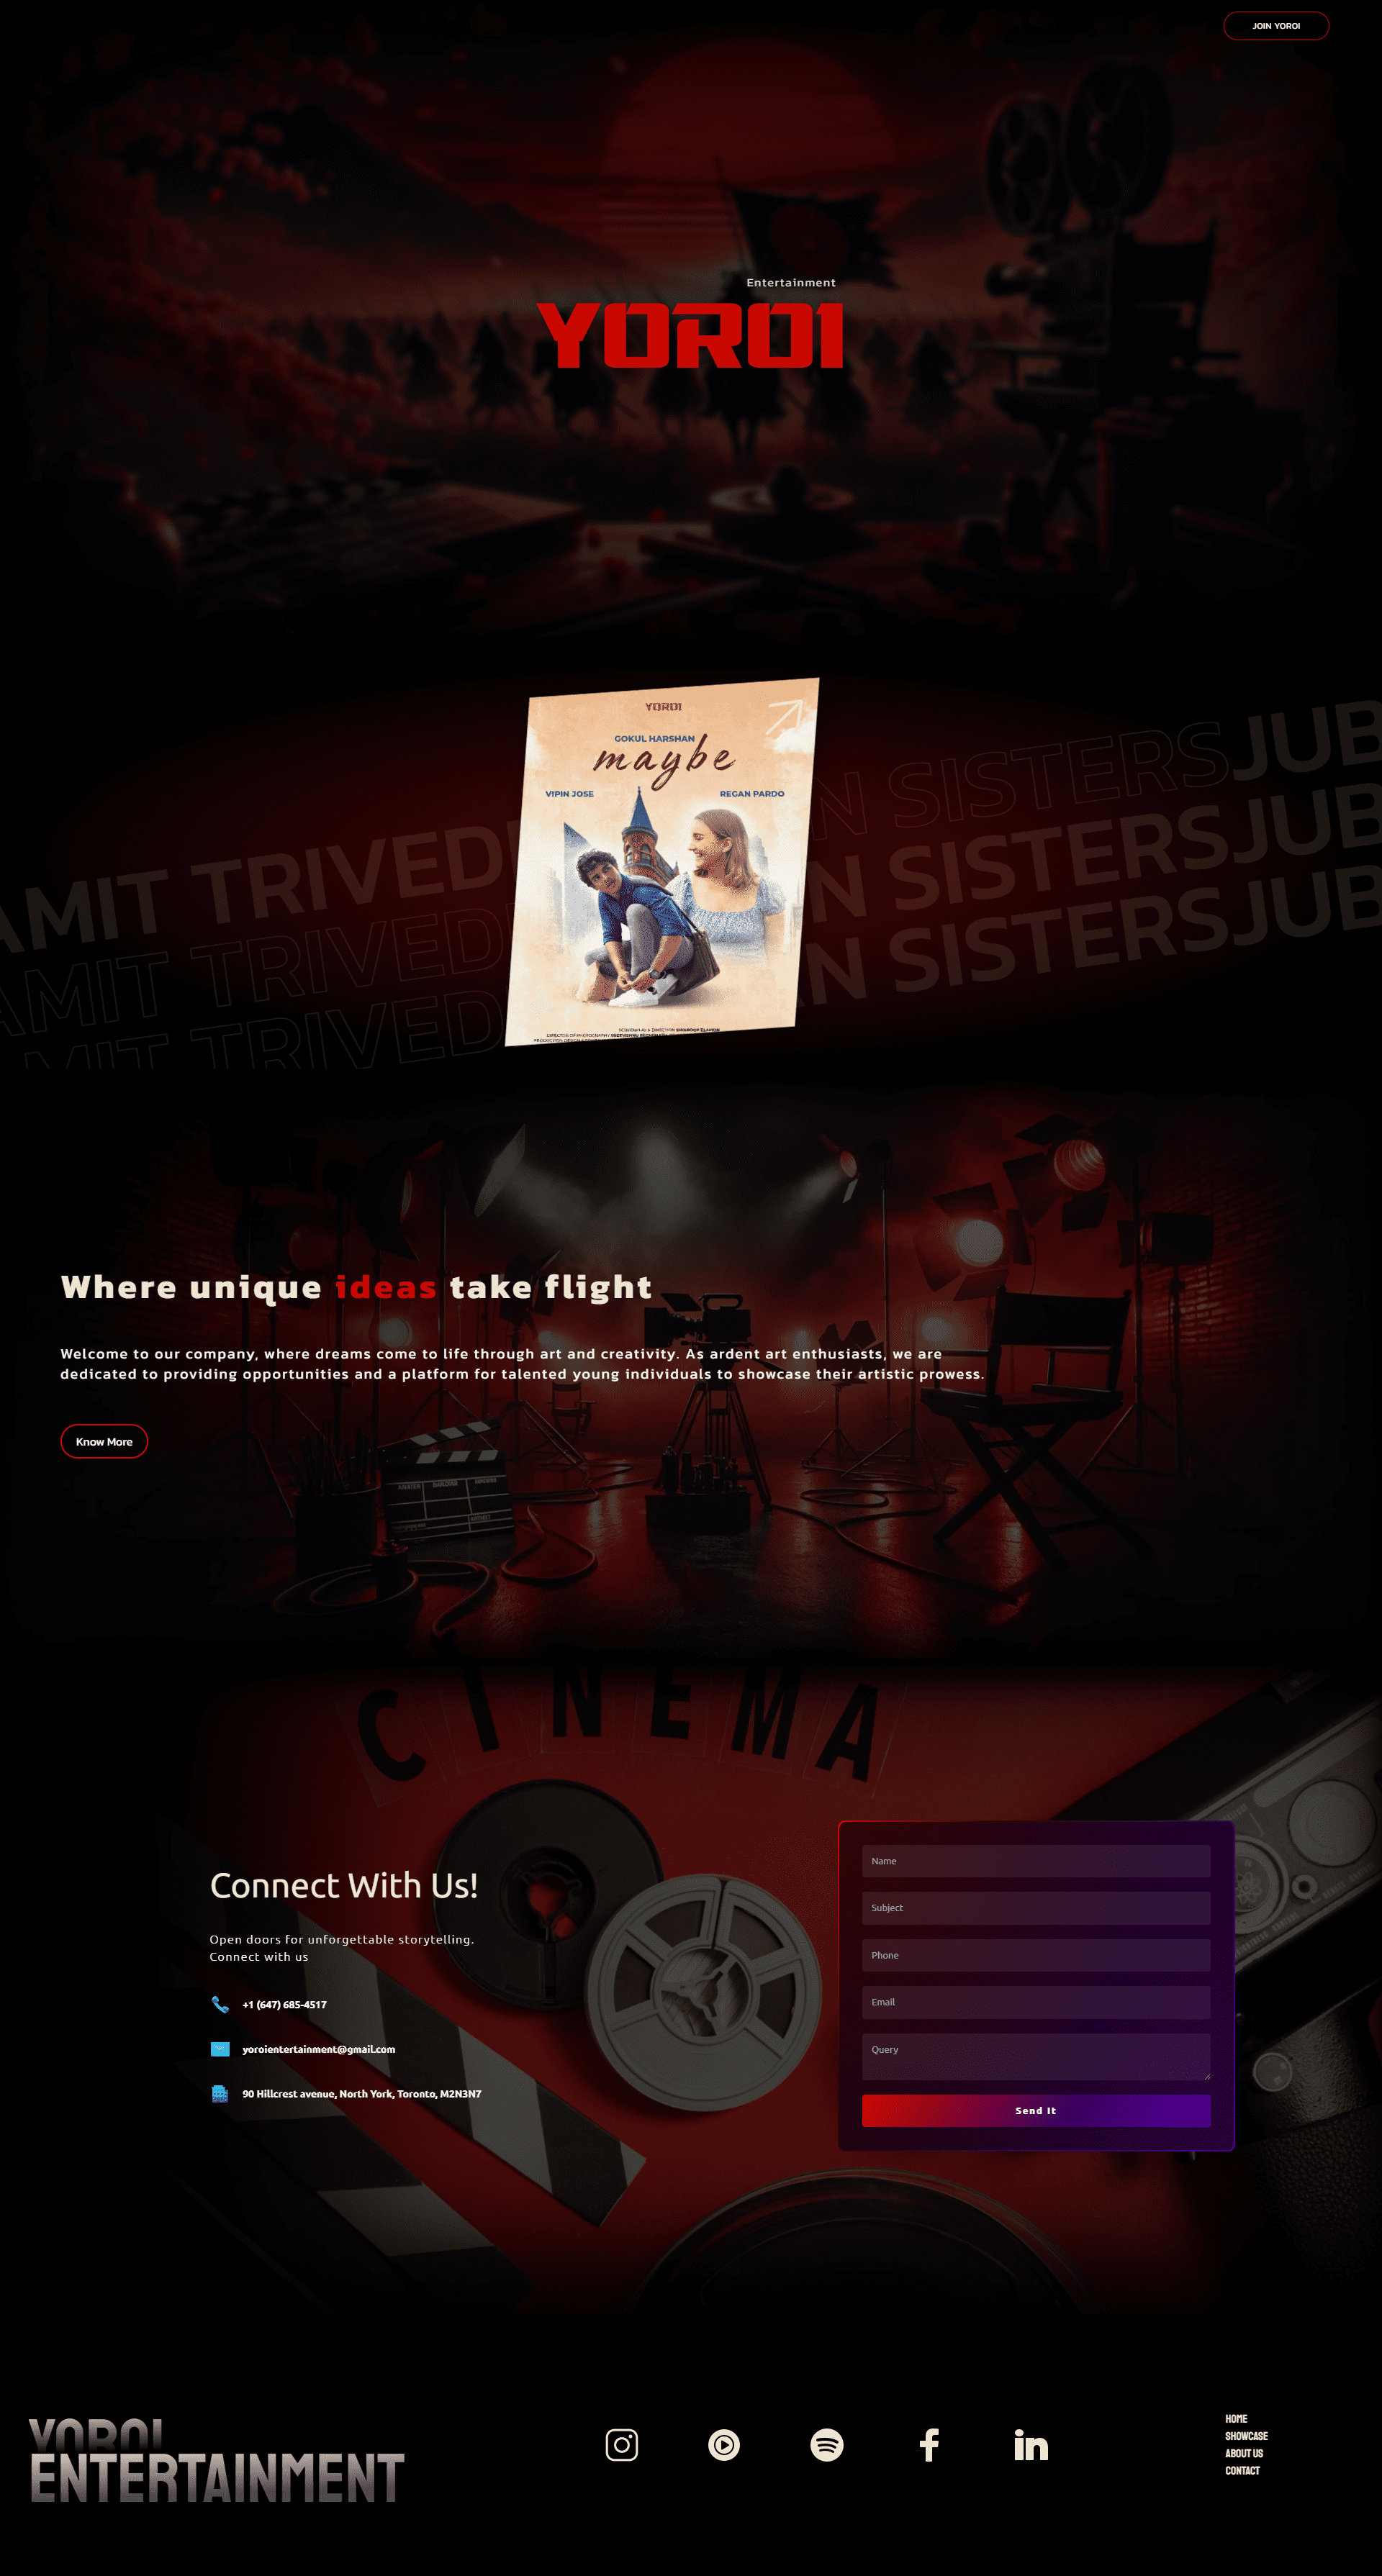 JOIN YOROI
Entertainment
YOROI
YOROI
GOKUL HARSHAN
maybe
VIPIN JOSE
REGAN PARDO
AMIT TRIVEDI
N SISTERS
JUB
AMIT TRIVED
N SISTERS
JUB
AMIT TRIVED
AN SISTERS
JUB
Where unique ideas take flight
Welcome to our company, where dreams come to life through art and creativity. As ardent art enthusiasts, we are
dedicated to providing opportunities and a platform for talented young individuals to showcase their artistic prowess.
Know More
CINEMA
Connect With Us!
Open doors for unforgettable storytelling.
Connect with us
+1 (647) 685-4517
yoroientertainment@gmail.com
90 Hillcrest avenue, North York, Toronto, M2N3N7
Name
Subject
Phone
Email
Query
Send It
YOROI
ENTERTAINMENT
HOME
SHOWCASE
ABOUT US
CONTACT